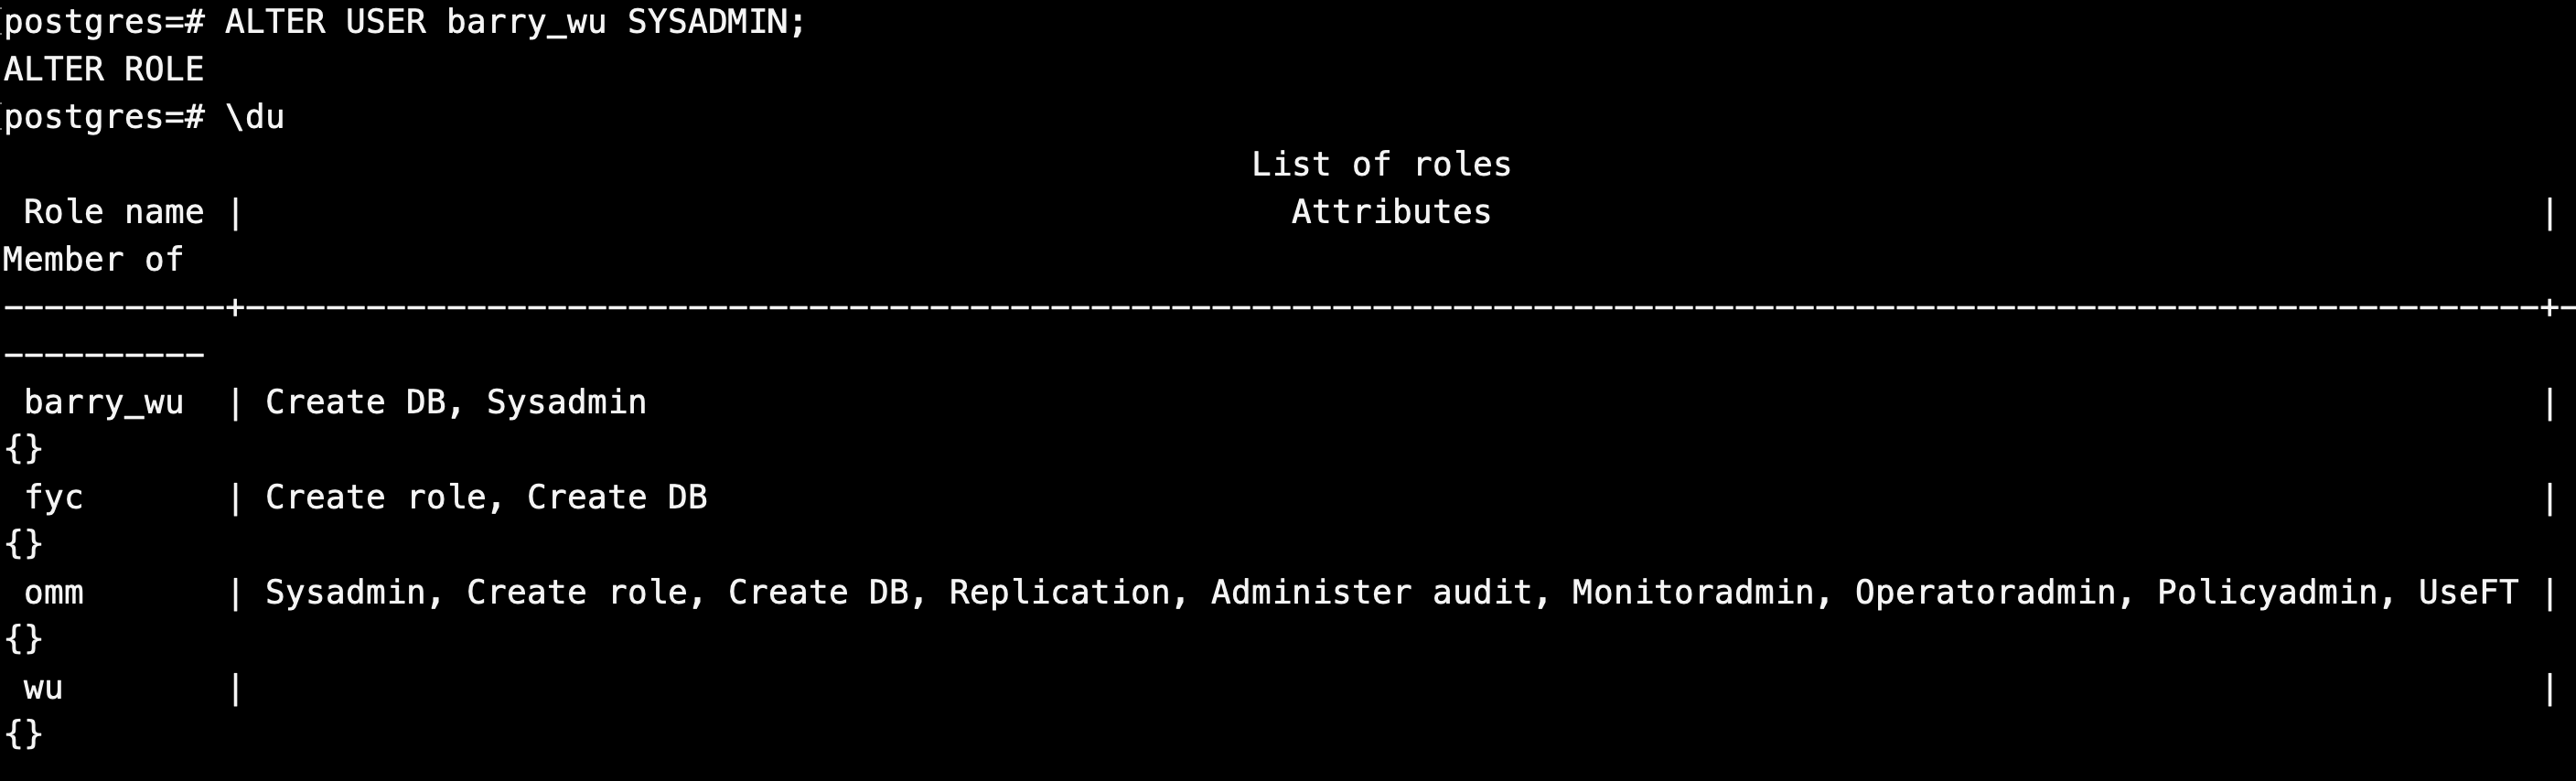 postgres=# ALTER USER barry_wu SYSADMIN;
ALTER ROLE
postgres=# \du
List of roles
Role name | Attributes |
Member of
-----------+------------------------------------------------------------------------------------------------------------------+-
----------
barry_wu | Create DB, Sysadmin |
{}
fyc | Create role, Create DB |
{}
omm | Sysadmin, Create role, Create DB, Replication, Administer audit, Monitoradmin, Operatoradmin, Policyadmin, UseFT |
{}
wu | |
{}